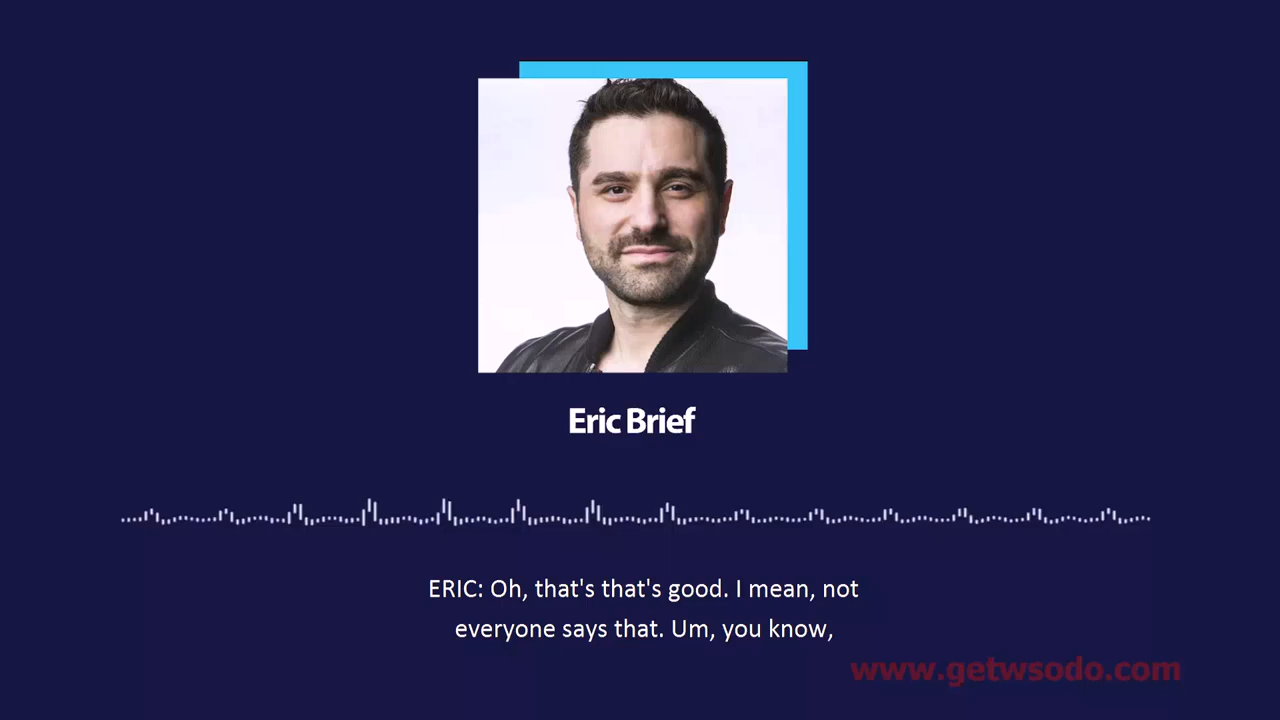 Eric Brief
ERIC: Oh, that's that's good. I mean, not
everyone says that. Um, you know,
www.getwsodo.com